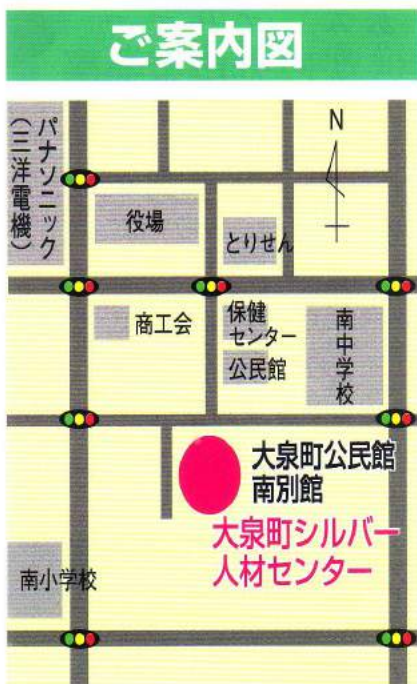 ご案内図
パナソニック
（三洋電機）
N
役場
とりせん
商工会
保健
センター
公民館
南中学校
大泉町公民館
南別館
大泉町シルバー
人材センター
南小学校